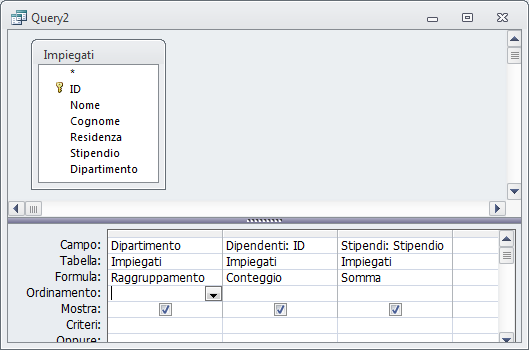 Query2
Impiegati
*
ID
Nome
Cognome
Residenza
Stipendio
Dipartimento
Campo: Dipartimento Dipendenti: ID Stipendi: Stipendio
Tabella: Impiegati Impiegati Impiegati
Formula: Raggruppamento Conteggio Somma
Ordinamento:
Mostra:
Criteri:
Oppure: